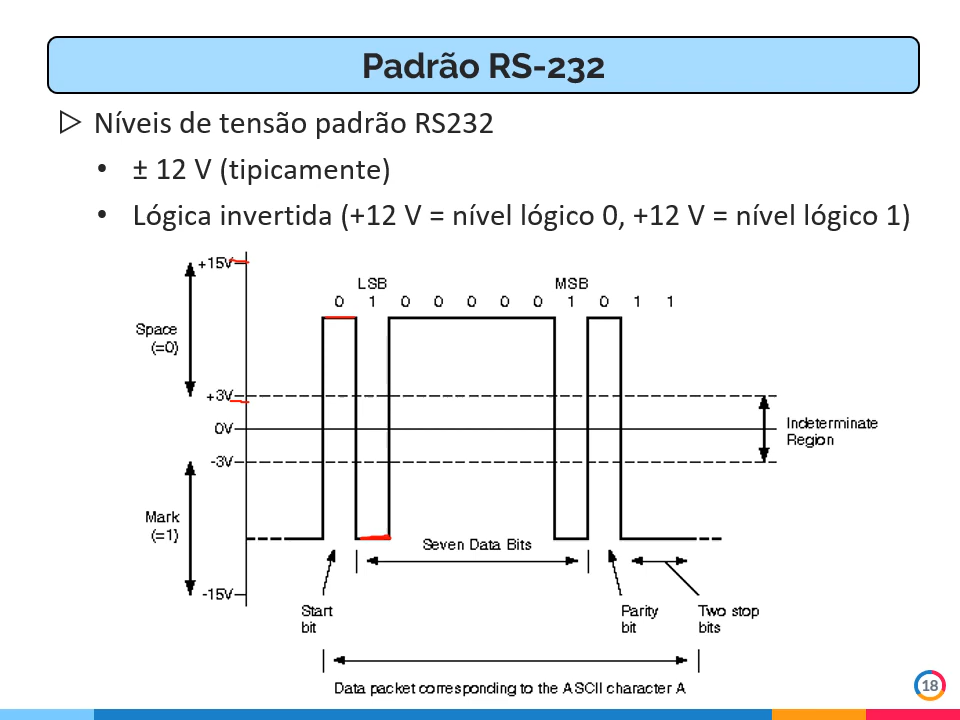 Padrão RS-232
▷ Níveis de tensão padrão RS232
• ± 12 V (tipicamente)
• Lógica invertida (+12 V = nível lógico 0, +12 V = nível lógico 1)
+15V
LSB MSB
0 1 0 0 0 0 0 1 0 1 1
Space
(=0)
+3V
Indeterminate
Region
0V
-3V
Mark
(=1)
Seven Data Bits
-15V
Start
bit
Parity
bit
Two stop
bits
Data packet corresponding to the ASCII character A
18